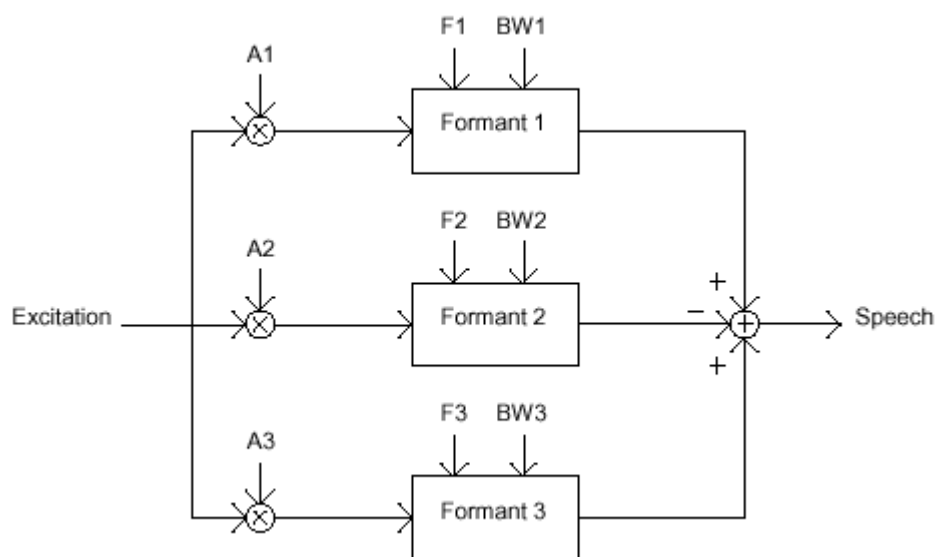 F1 BW1
A1
Formant 1
F2 BW2
A2
+
Excitation
Formant 2
−
+
Speech
+
A3
F3 BW3
Formant 3